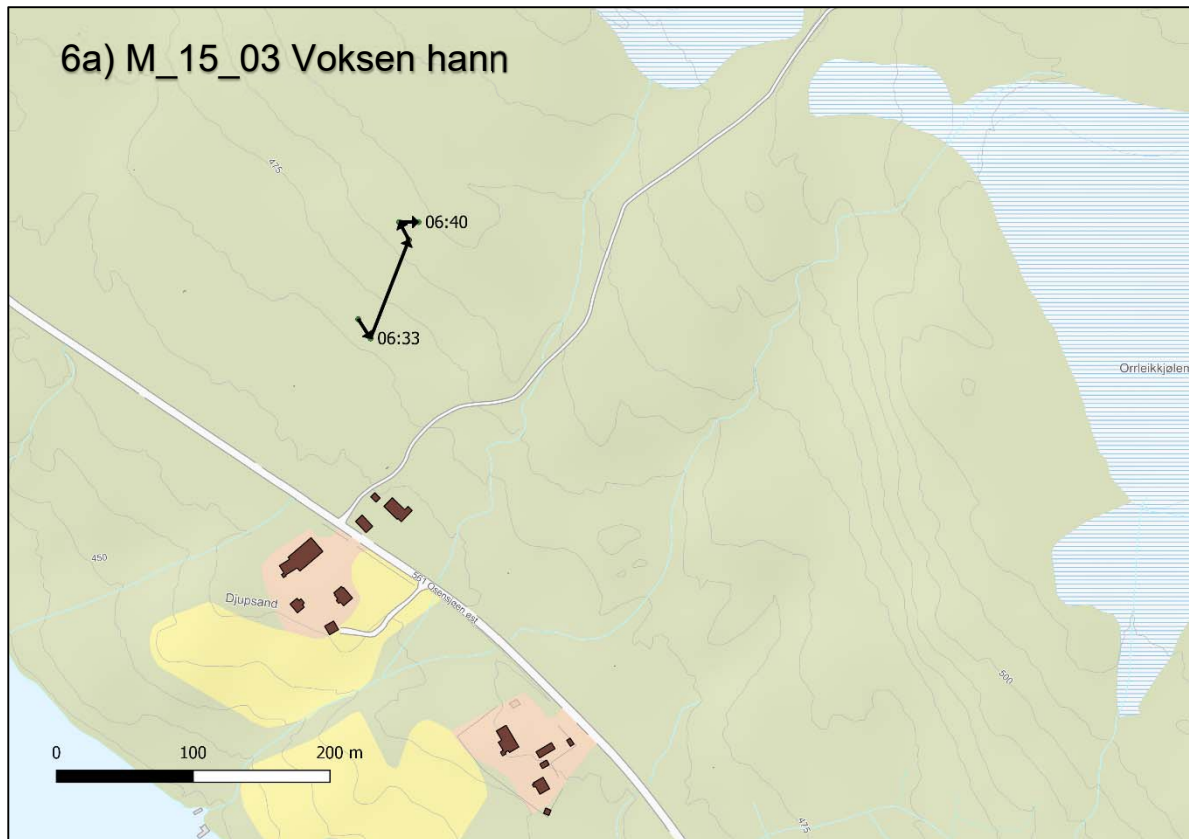 6a) M_15_03 Voksen hann
475
06:40
06:33
Orrleikkjølem
450
561 Osensjøen øst
Djupsand
500
0 100 200 m
475